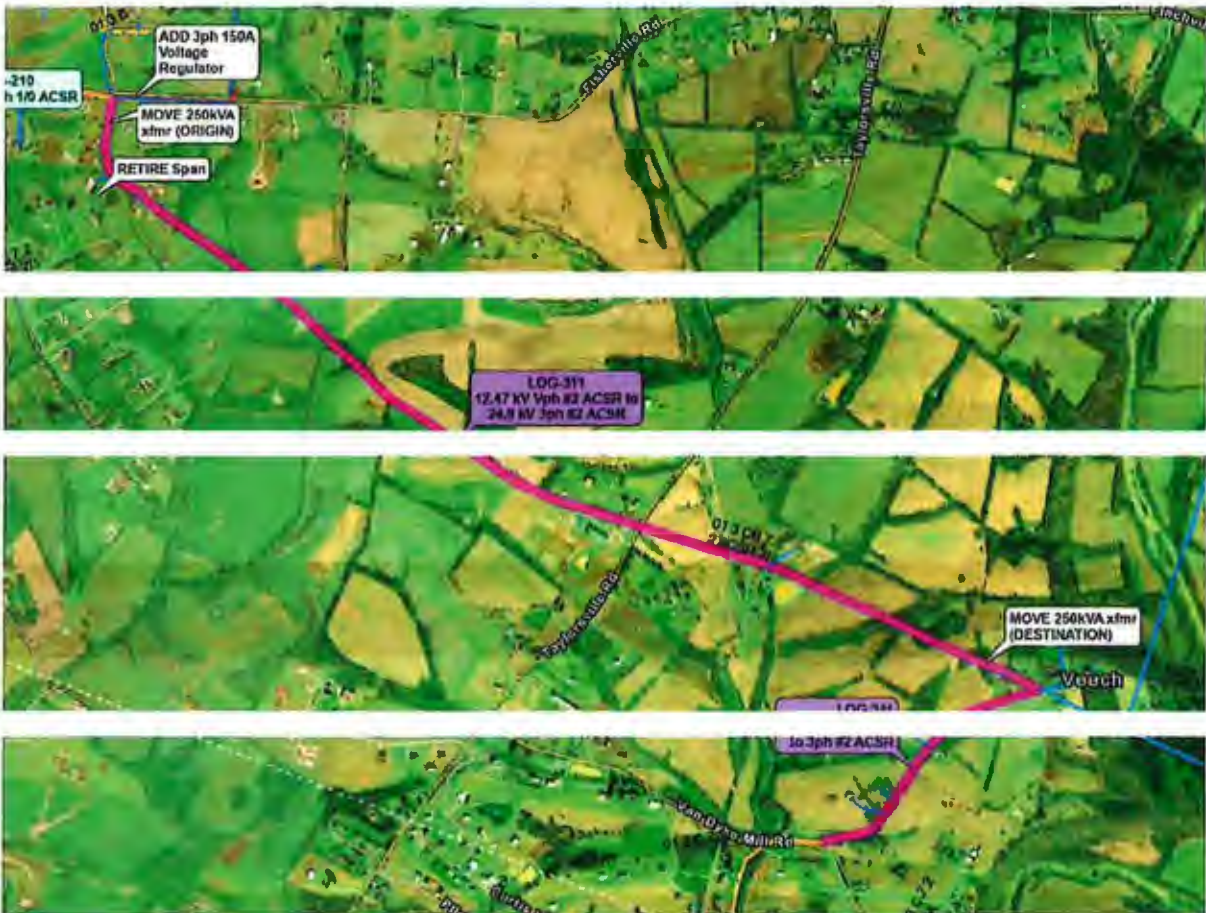 ADD 3ph 150A
Voltage
Regulator
-210
h 1/0 ACSR
MOVE 250kVA
xfmr (ORIGIN)
RETIRE Span
Fisherville Rd
Taylorsville Rd
LOG-311
12.47 kV Vph #2 ACSR to
24.9 kV 3ph #2 ACSR
Taylorsville Rd
MOVE 250kVA xfmr
(DESTINATION)
Veech
to 3ph #2 ACSR
Van Dyke Mill Rd